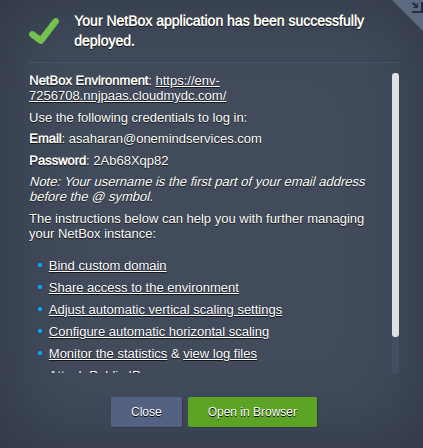 Your NetBox application has been successfully
deployed.
NetBox Environment: https://env-
7256708.nnjpaas.cloudmydc.com/
Use the following credentials to log in:
Email: asaharan@onemindservices.com
Password: 2Ab68Xqp82
Note: Your username is the first part of your email address
before the @ symbol.
The instructions below can help you with further managing
your NetBox instance:
Bind custom domain
Share access to the environment
Adjust automatic vertical scaling settings
Configure automatic horizontal scaling
Monitor the statistics & view log files
Close
Open in Browser